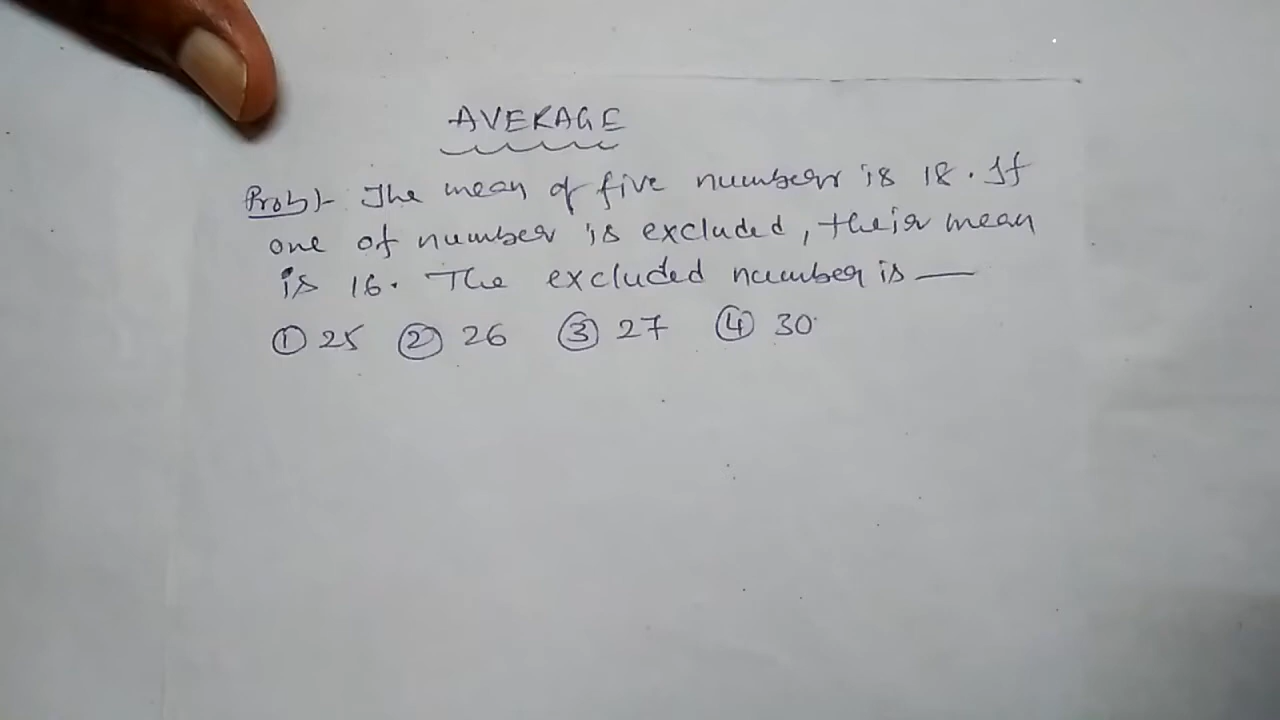 AVERAGE
Prob):- The mean of five number is 18. If
one of number is excluded, their mean
is 16. The excluded number is —
① 25 ② 26 ③ 27 ④ 30